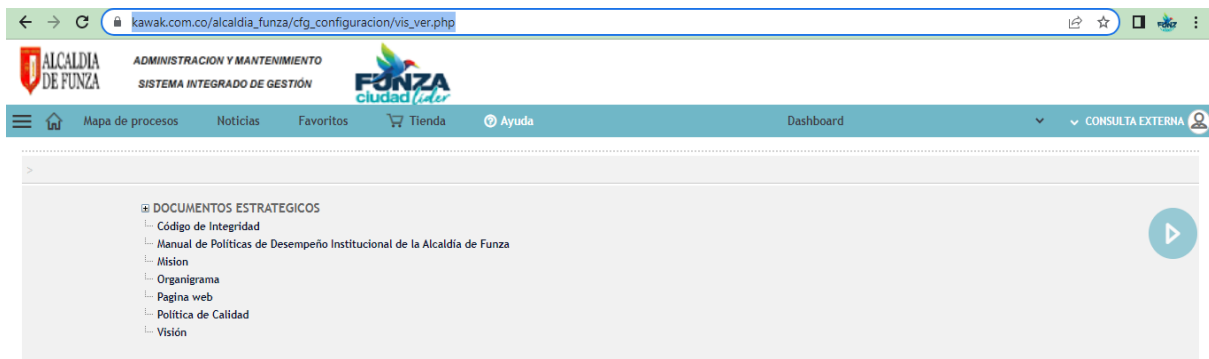 kawak.com.co/alcaldia_funza/cfg_configuracion/vis_ver.php
ALCALDIA DE FUNZA
ADMINISTRACION Y MANTENIMIENTO
SISTEMA INTEGRADO DE GESTIÓN
FUNZA
ciudad líder
Mapa de procesos Noticias Favoritos Tienda Ayuda Dashboard CONSULTA EXTERNA
>
DOCUMENTOS ESTRATEGICOS
Código de Integridad
Manual de Políticas de Desempeño Institucional de la Alcaldía de Funza
Mision
Organigrama
Pagina web
Política de Calidad
Visión